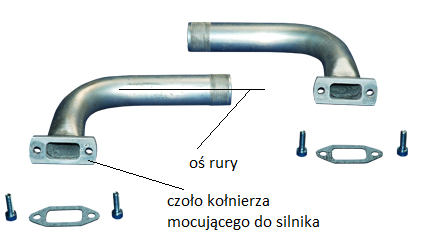 oś rury
czoło kołnierza
mocującego do silnika